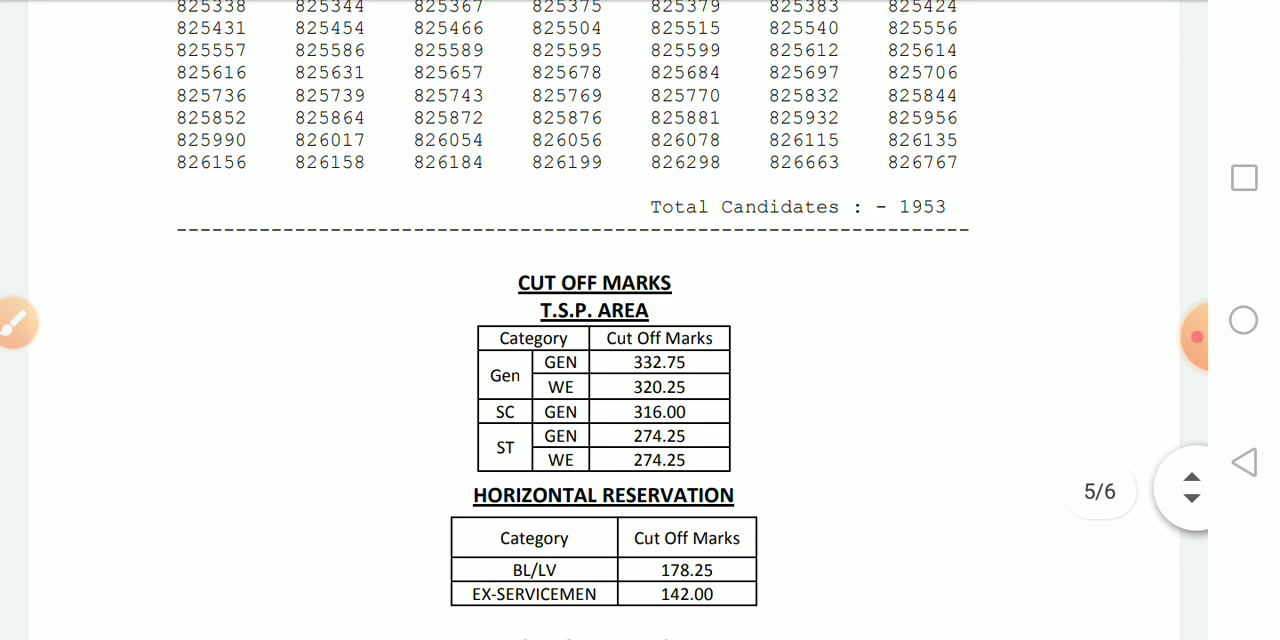 825338 825344 825367 825375 825379 825383 825424
825431 825454 825466 825504 825515 825540 825556
825557 825586 825589 825595 825599 825612 825614
825616 825631 825657 825678 825684 825697 825706
825736 825739 825743 825769 825770 825832 825844
825852 825864 825872 825876 825881 825932 825956
825990 826017 826054 826056 826078 826115 826135
826156 826158 826184 826199 826298 826663 826767
Total Candidates : - 1953
-------------------------------------------------------------------
CUT OFF MARKS
T.S.P. AREA
Category Cut Off Marks
Gen GEN 332.75
WE 320.25
SC GEN 316.00
ST GEN 274.25
WE 274.25
HORIZONTAL RESERVATION
Category Cut Off Marks
BL/LV 178.25
EX-SERVICEMEN 142.00
5/6